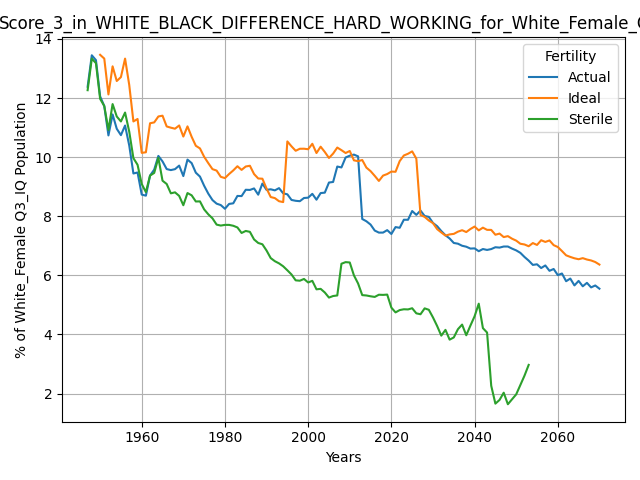 Score_3_in_WHITE_BLACK_DIFFERENCE_HARD_WORKING_for_White_Female_Q
Fertility
Actual
Ideal
Sterile
% of White_Female Q3_IQ Population
14
12
10
8
6
4
2
1960 1980 2000 2020 2040 2060
Years